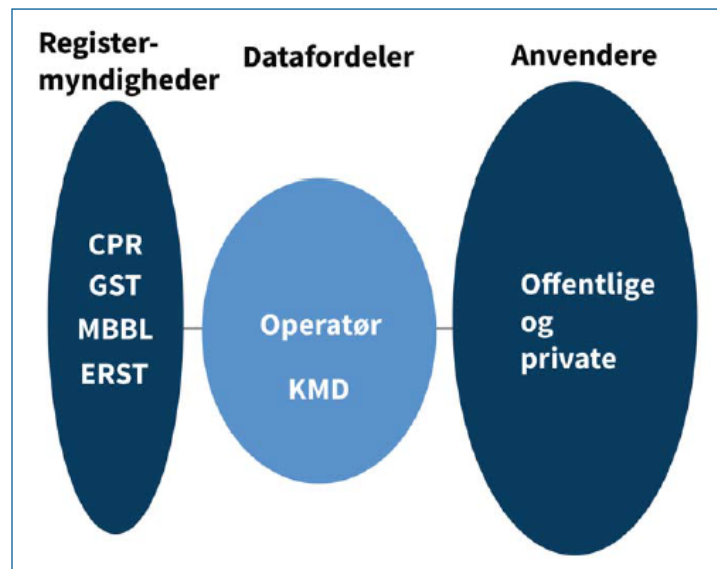 Register-
myndigheder
Datafordeler
Anvendere
CPR
GST
MBBL
ERST
Operatør
KMD
Offentlige
og
private